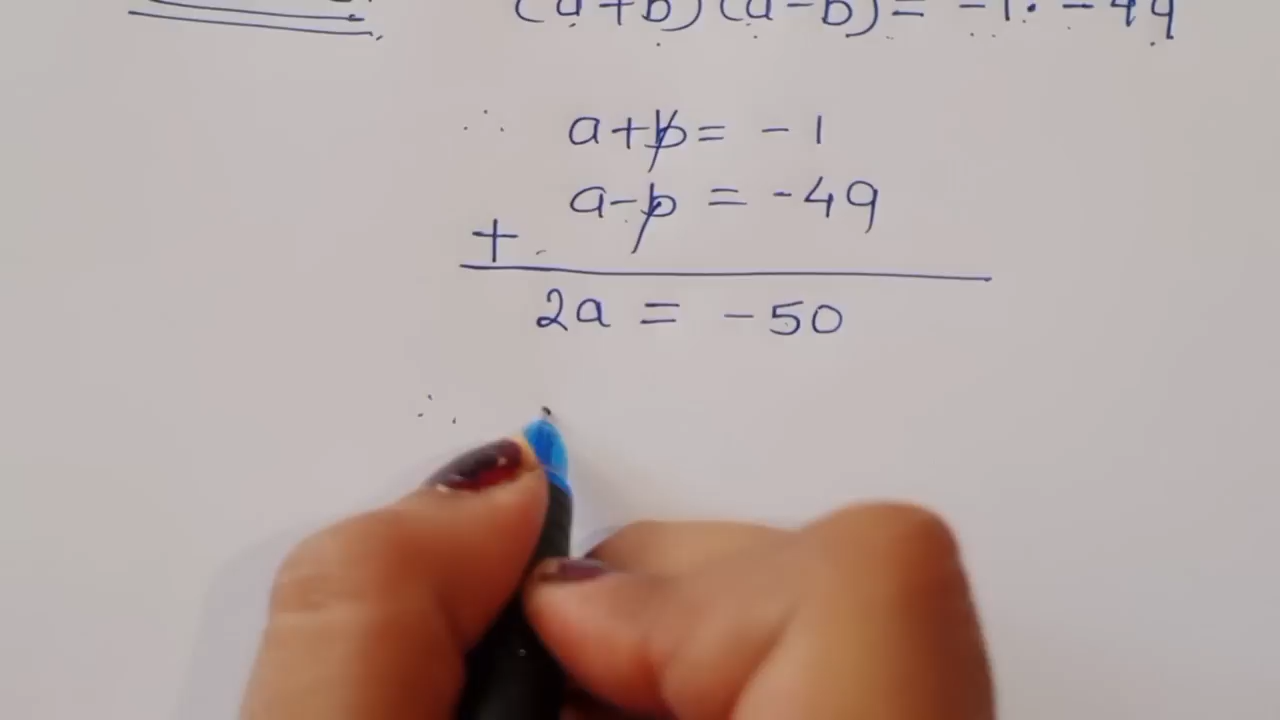 (a+b)(a-b) = -1. -49
∴ a+b = -1
a-b = -49
+
2a = -50
∴